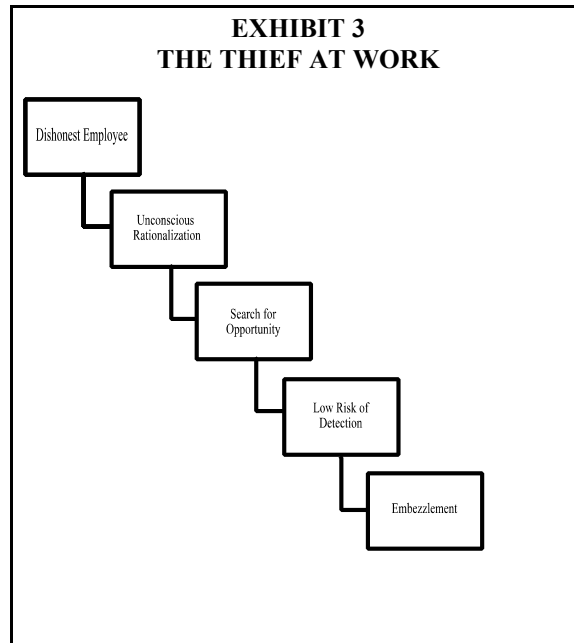 EXHIBIT 3
THE THIEF AT WORK
Dishonest Employee
Unconscious
Rationalization
Search for
Opportunity
Low Risk of
Detection
Embezzlement